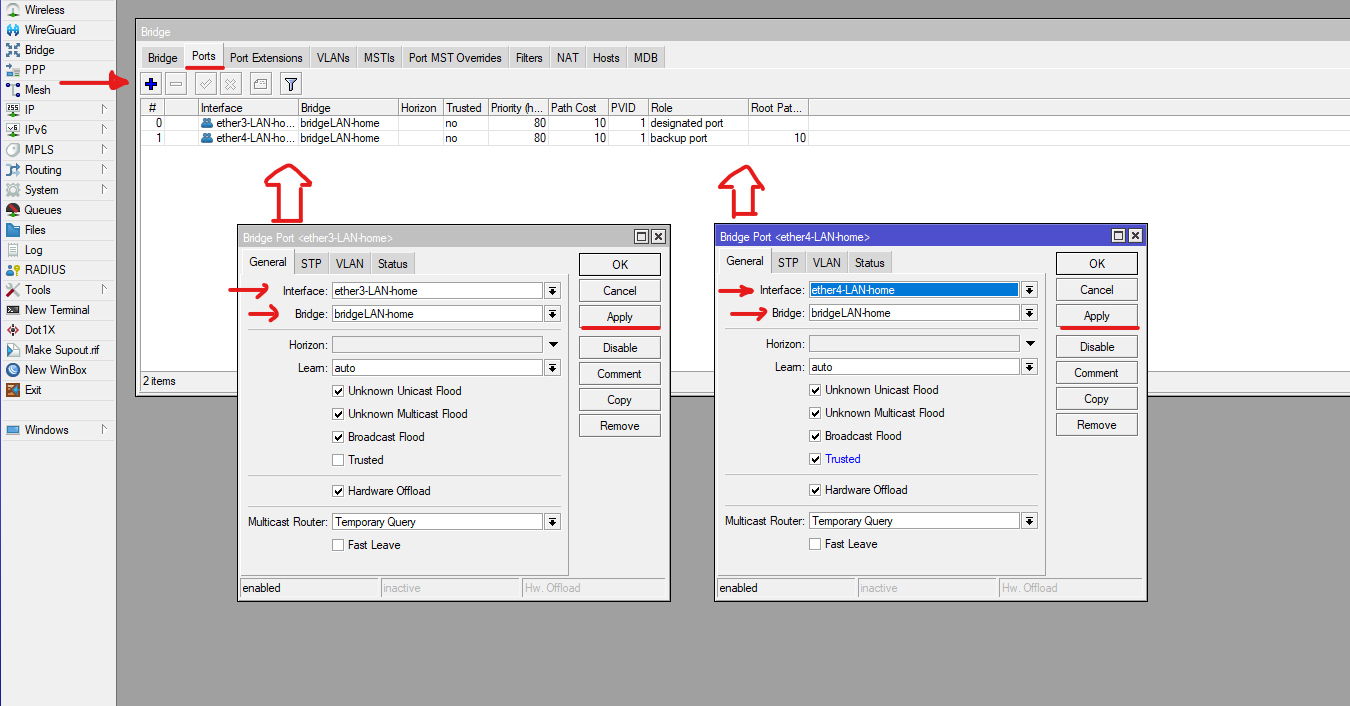 Wireless
WireGuard
Bridge
PPP
Mesh
IP
IPv6
MPLS
Routing
System
Queues
Files
Log
RADIUS
Tools
New Terminal
Dot1X
Make Supout.rif
New WinBox
Exit
Windows
Bridge
Bridge Ports Port Extensions VLANs MSTIs Port MST Overrides Filters NAT Hosts MDB
# Interface Bridge Horizon Trusted Priority (h... Path Cost PVID Role Root Pat...
0 ether3-LAN-ho... bridgeLAN-home no 80 10 1 designated port
1 ether4-LAN-ho... bridgeLAN-home no 80 10 1 backup port 10
2 items
Bridge Port <ether3-LAN-home>
General STP VLAN Status
Interface: ether3-LAN-home
Bridge: bridgeLAN-home
Horizon:
Learn: auto
Unknown Unicast Flood
Unknown Multicast Flood
Broadcast Flood
Trusted
Hardware Offload
Multicast Router: Temporary Query
Fast Leave
OK
Cancel
Apply
Disable
Comment
Copy
Remove
enabled inactive Hw. Offload
Bridge Port <ether4-LAN-home>
General STP VLAN Status
Interface: ether4-LAN-home
Bridge: bridgeLAN-home
Horizon:
Learn: auto
Unknown Unicast Flood
Unknown Multicast Flood
Broadcast Flood
Trusted
Hardware Offload
Multicast Router: Temporary Query
Fast Leave
OK
Cancel
Apply
Disable
Comment
Copy
Remove
enabled inactive Hw. Offload